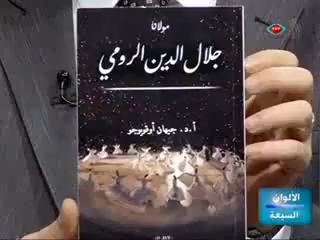 مولانا
جلال الدين الرومي
أ.د. جيهان أوقويوجو
الألوان
السبعة